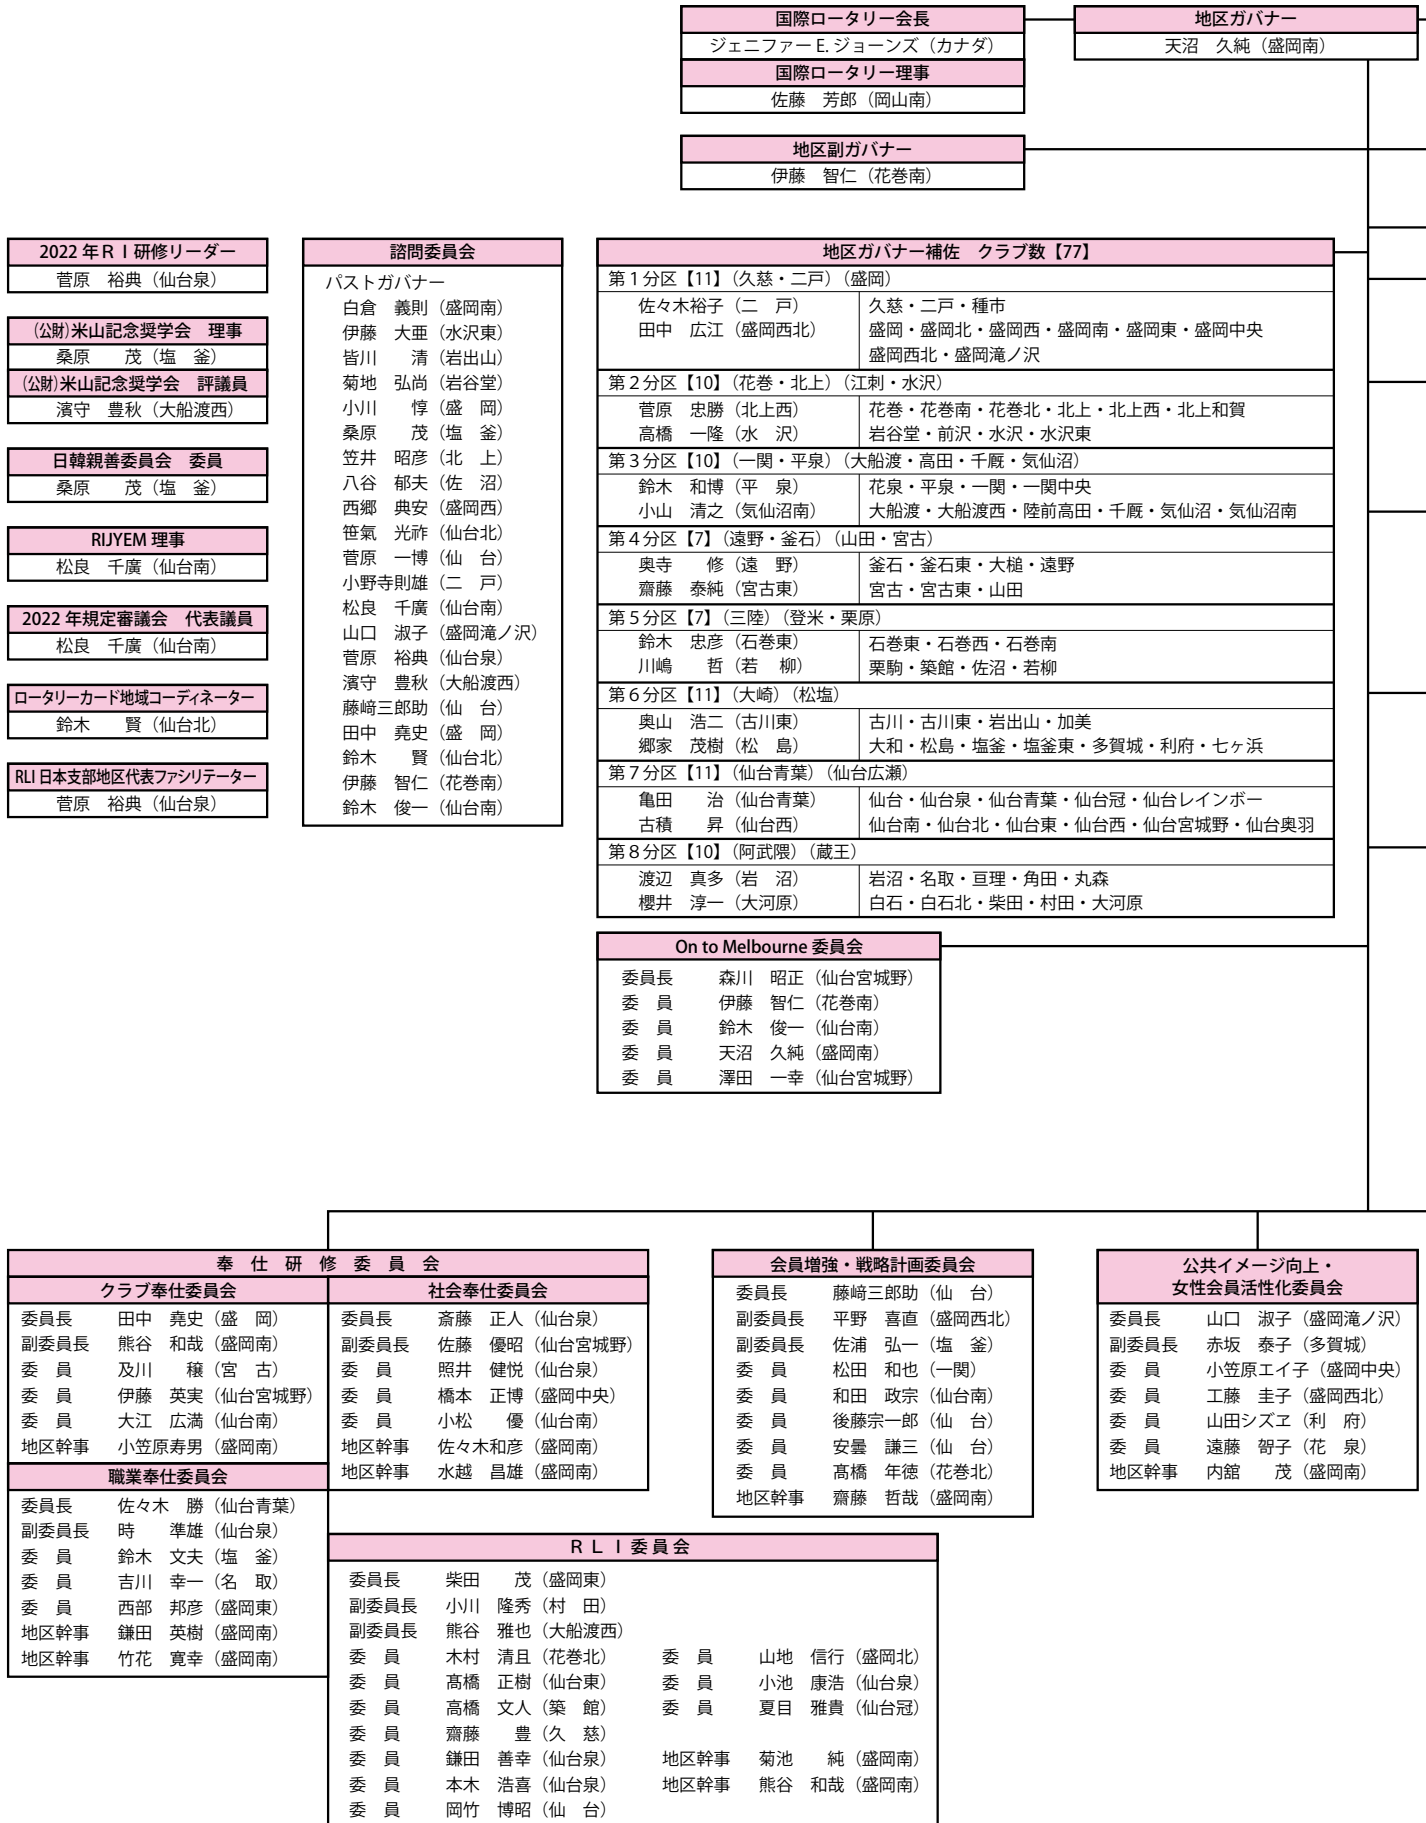 国際ロータリー会長
ジェニファー E. ジョーンズ（カナダ）
国際ロータリー理事
佐藤　芳郎（岡山南）
地区ガバナー
天沼　久純（盛岡南）
地区副ガバナー
伊藤　智仁（花巻南）
2022 年ＲＩ研修リーダー
菅原　裕典（仙台泉）
(公財)米山記念奨学会　理事
桑原　　茂（塩　釜）
(公財)米山記念奨学会　評議員
濱守　豊秋（大船渡西）
日韓親善委員会　委員
桑原　　茂（塩　釜）
RIJYEM 理事
松良　千廣（仙台南）
2022 年規定審議会　代表議員
松良　千廣（仙台南）
ロータリーカード地域コーディネーター
鈴木　　賢（仙台北）
RLI 日本支部地区代表ファシリテーター
菅原　裕典（仙台泉）
諮問委員会
パストガバナー
白倉　義則（盛岡南）
伊藤　大亜（水沢東）
皆川　　清（岩出山）
菊地　弘尚（岩谷堂）
小川　　惇（盛　岡）
桑原　　茂（塩　釜）
笠井　昭彦（北　上）
八谷　郁夫（佐　沼）
西郷　典安（盛岡西）
笹氣　光祚（仙台北）
菅原　一博（仙　台）
小野寺則雄（二　戸）
松良　千廣（仙台南）
山口　淑子（盛岡滝ノ沢）
菅原　裕典（仙台泉）
濱守　豊秋（大船渡西）
藤﨑三郎助（仙　台）
田中　堯史（盛　岡）
鈴木　　賢（仙台北）
伊藤　智仁（花巻南）
鈴木　俊一（仙台南）
地区ガバナー補佐　クラブ数【77】
第１分区【11】（久慈・二戸）（盛岡）
佐々木裕子（二　戸）　久慈・二戸・種市
田中　広江（盛岡西北）　盛岡・盛岡北・盛岡西・盛岡南・盛岡東・盛岡中央
盛岡西北・盛岡滝ノ沢
第２分区【10】（花巻・北上）（江刺・水沢）
菅原　忠勝（北上西）　花巻・花巻南・花巻北・北上・北上西・北上和賀
高橋　一隆（水　沢）　岩谷堂・前沢・水沢・水沢東
第３分区【10】（一関・平泉）（大船渡・高田・千厩・気仙沼）
鈴木　和博（平　泉）　花泉・平泉・一関・一関中央
小山　清之（気仙沼南）　大船渡・大船渡西・陸前高田・千厩・気仙沼・気仙沼南
第４分区【7】（遠野・釜石）（山田・宮古）
奥寺　　修（遠　野）　釜石・釜石東・大槌・遠野
齋藤　泰純（宮古東）　宮古・宮古東・山田
第５分区【7】（三陸）（登米・栗原）
鈴木　忠彦（石巻東）　石巻東・石巻西・石巻南
川嶋　　哲（若　柳）　栗駒・築館・佐沼・若柳
第６分区【11】（大崎）（松塩）
奥山　浩二（古川東）　古川・古川東・岩出山・加美
郷家　茂樹（松　島）　大和・松島・塩釜・塩釜東・多賀城・利府・七ヶ浜
第７分区【11】（仙台青葉）（仙台広瀬）
亀田　　治（仙台青葉）　仙台・仙台泉・仙台青葉・仙台冠・仙台レインボー
古積　　昇（仙台西）　仙台南・仙台北・仙台東・仙台西・仙台宮城野・仙台奥羽
第８分区【10】（阿武隈）（蔵王）
渡辺　真多（岩　沼）　岩沼・名取・亘理・角田・丸森
櫻井　淳一（大河原）　白石・白石北・柴田・村田・大河原
On to Melbourne 委員会
委員長　森川　昭正（仙台宮城野）
委　員　伊藤　智仁（花巻南）
委　員　鈴木　俊一（仙台南）
委　員　天沼　久純（盛岡南）
委　員　澤田　一幸（仙台宮城野）
奉　仕　研　修　委　員　会
クラブ奉仕委員会
委員長　田中　堯史（盛　岡）
副委員長　熊谷　和哉（盛岡南）
委　員　及川　　穣（宮　古）
委　員　伊藤　英実（仙台宮城野）
委　員　大江　広満（仙台南）
地区幹事　小笠原寿男（盛岡南）
職業奉仕委員会
委員長　佐々木　勝（仙台青葉）
副委員長　時　　準雄（仙台泉）
委　員　鈴木　文夫（塩　釜）
委　員　吉川　幸一（名　取）
委　員　西部　邦彦（盛岡東）
地区幹事　鎌田　英樹（盛岡南）
地区幹事　竹花　寛幸（盛岡南）
社会奉仕委員会
委員長　斎藤　正人（仙台泉）
副委員長　佐藤　優昭（仙台宮城野）
委　員　照井　健悦（仙台泉）
委　員　橋本　正博（盛岡中央）
委　員　小松　　優（仙台南）
地区幹事　佐々木和彦（盛岡南）
地区幹事　水越　昌雄（盛岡南）
ＲＬＩ委員会
委員長　柴田　　茂（盛岡東）
副委員長　小川　隆秀（村　田）
副委員長　熊谷　雅也（大船渡西）
委　員　木村　清且（花巻北）　委　員　山地　信行（盛岡北）
委　員　髙橋　正樹（仙台東）　委　員　小池　康浩（仙台泉）
委　員　高橋　文人（築　館）　委　員　夏目　雅貴（仙台冠）
委　員　齋藤　　豊（久　慈）
委　員　鎌田　善幸（仙台泉）　地区幹事　菊池　　純（盛岡南）
委　員　本木　浩喜（仙台泉）　地区幹事　熊谷　和哉（盛岡南）
委　員　岡竹　博昭（仙　台）
会員増強・戦略計画委員会
委員長　藤﨑三郎助（仙　台）
副委員長　平野　喜直（盛岡西北）
副委員長　佐浦　弘一（塩　釜）
委　員　松田　和也（一関）
委　員　和田　政宗（仙台南）
委　員　後藤宗一郎（仙　台）
委　員　安曇　謙三（仙　台）
委　員　髙橋　年徳（花巻北）
地区幹事　齋藤　哲哉（盛岡南）
公共イメージ向上・
女性会員活性化委員会
委員長　山口　淑子（盛岡滝ノ沢）
副委員長　赤坂　泰子（多賀城）
委　員　小笠原エイ子（盛岡中央）
委　員　工藤　圭子（盛岡西北）
委　員　山田シズヱ（利　府）
委　員　遠藤　智子（花　泉）
地区幹事　内舘　　茂（盛岡南）